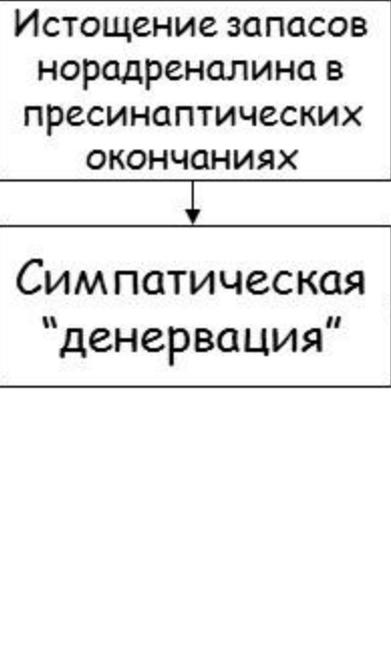 Истощение запасов
норадреналина в
пресинаптических
окончаниях
Симпатическая
“денервация”